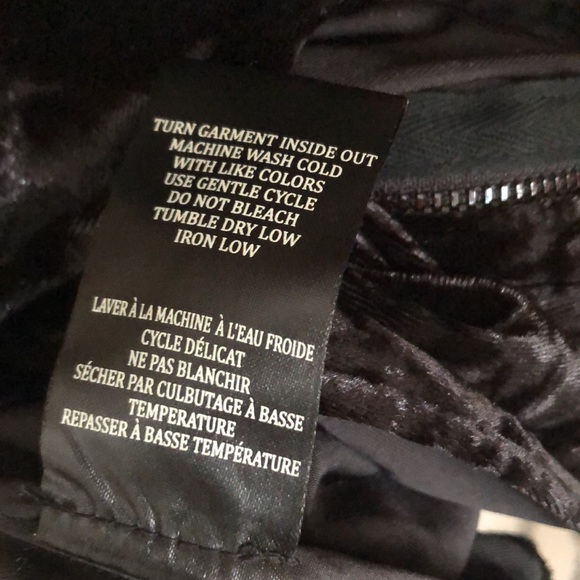 TURN GARMENT INSIDE OUT
MACHINE WASH COLD
WITH LIKE COLORS
USE GENTLE CYCLE
DO NOT BLEACH
TUMBLE DRY LOW
IRON LOW
LAVER À LA MACHINE À L'EAU FROIDE
CYCLE DÉLICAT
NE PAS BLANCHIR
SÉCHER PAR CULBUTAGE À BASSE
TEMPERATURE
REPASSER À BASSE TEMPÉRATURE